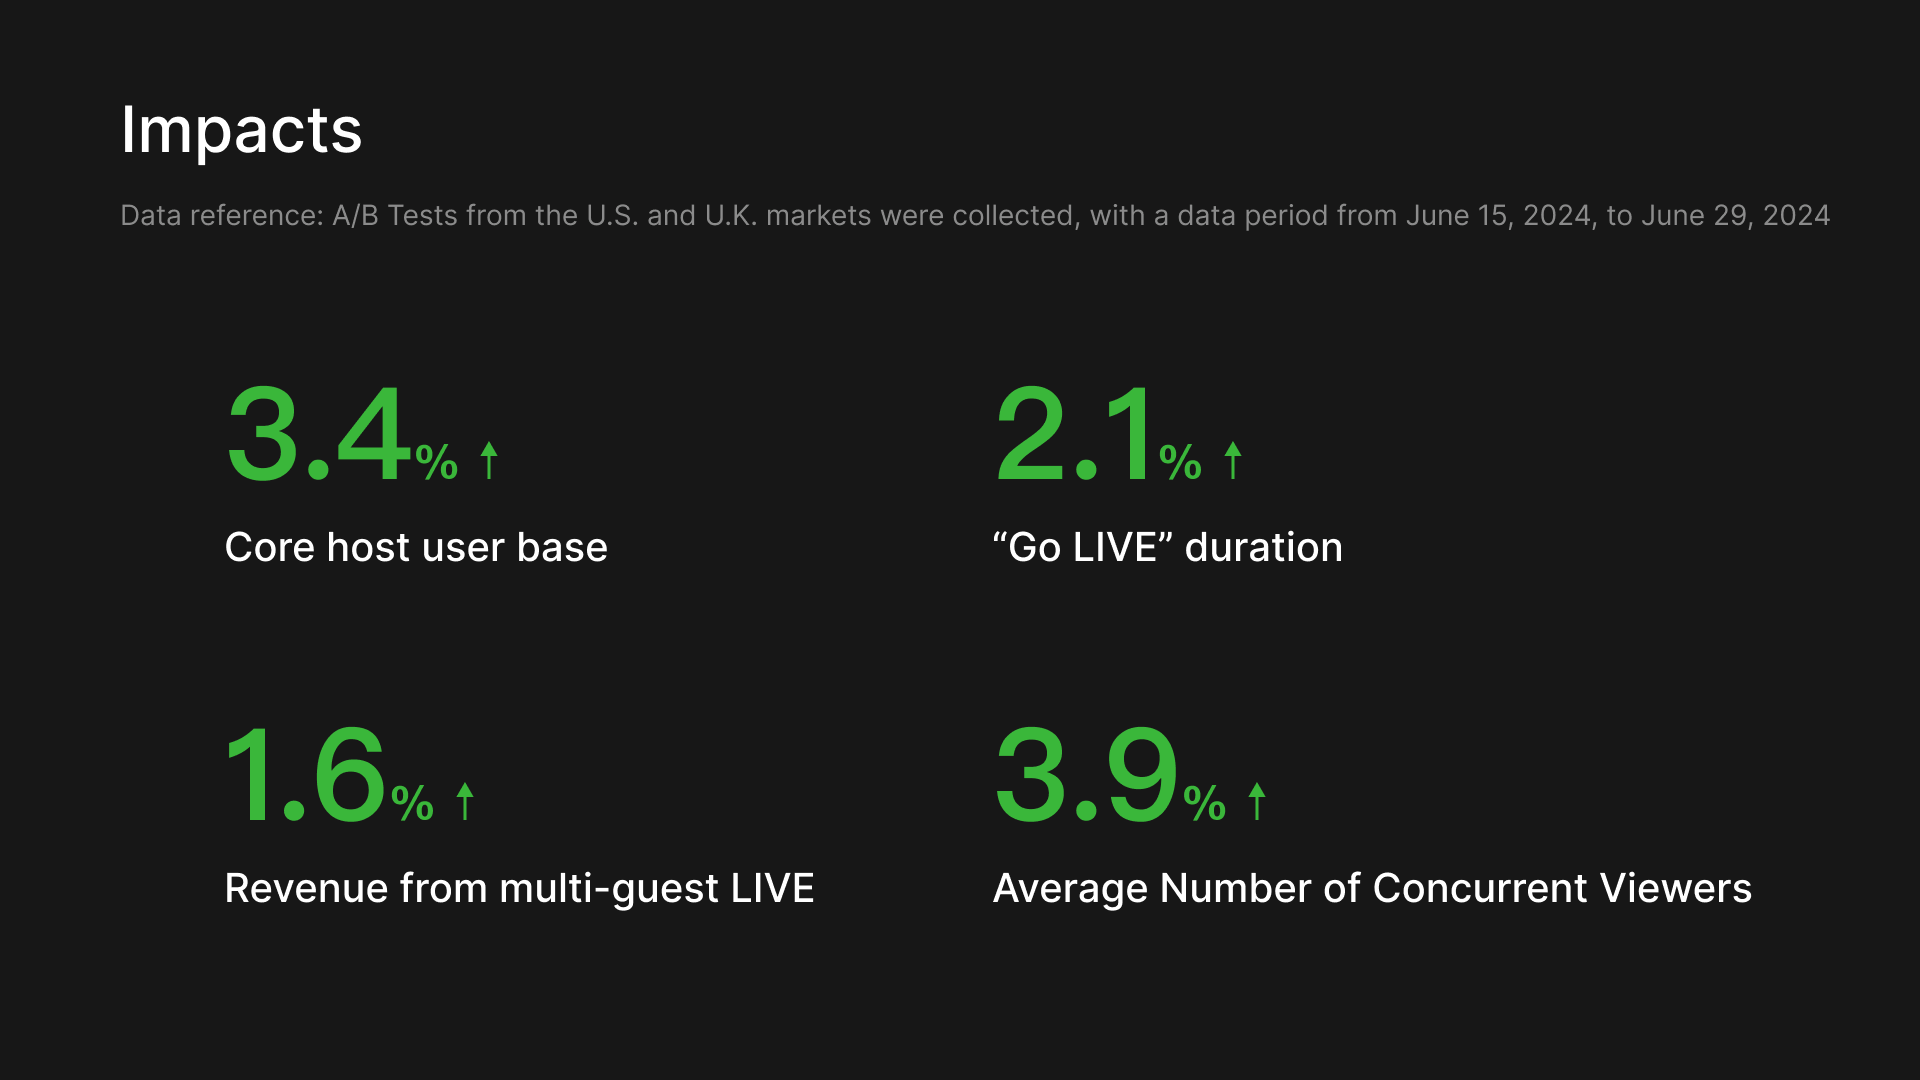 Impacts
Data reference: A/B Tests from the U.S. and U.K. markets were collected, with a data period from June 15, 2024, to June 29, 2024
3.4% ↑
Core host user base
2.1% ↑
“Go LIVE” duration
1.6% ↑
Revenue from multi-guest LIVE
3.9% ↑
Average Number of Concurrent Viewers